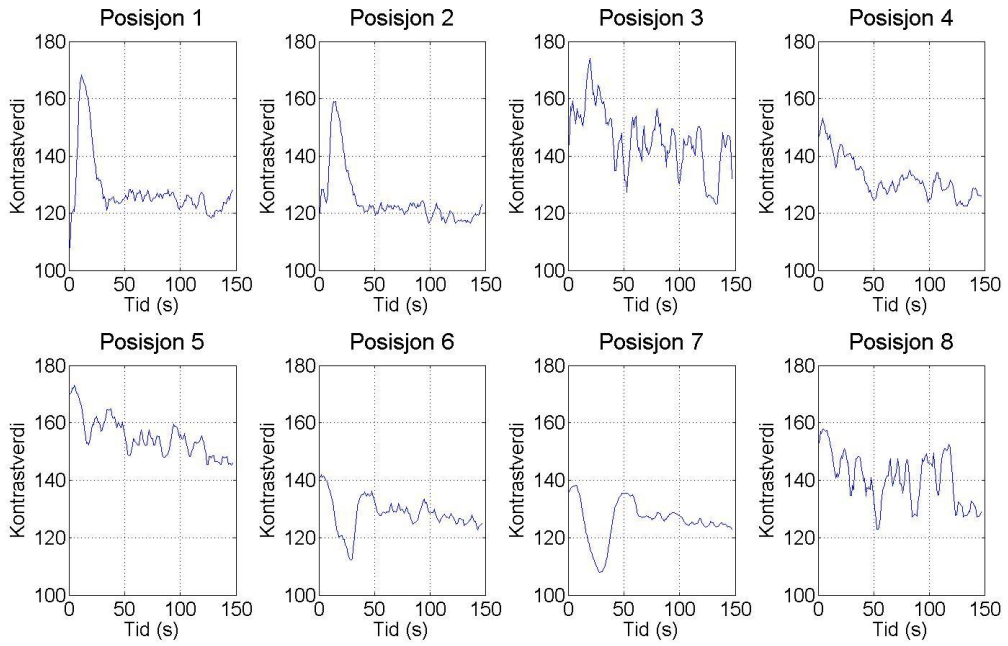 Posisjon 1
180
160
140
120
100
Kontrastverdi
0 50 100 150
Tid (s)
Posisjon 2
180
160
140
120
100
Kontrastverdi
0 50 100 150
Tid (s)
Posisjon 3
180
160
140
120
100
Kontrastverdi
0 50 100 150
Tid (s)
Posisjon 4
180
160
140
120
100
Kontrastverdi
0 50 100 150
Tid (s)
Posisjon 5
180
160
140
120
100
Kontrastverdi
0 50 100 150
Tid (s)
Posisjon 6
180
160
140
120
100
Kontrastverdi
0 50 100 150
Tid (s)
Posisjon 7
180
160
140
120
100
Kontrastverdi
0 50 100 150
Tid (s)
Posisjon 8
180
160
140
120
100
Kontrastverdi
0 50 100 150
Tid (s)